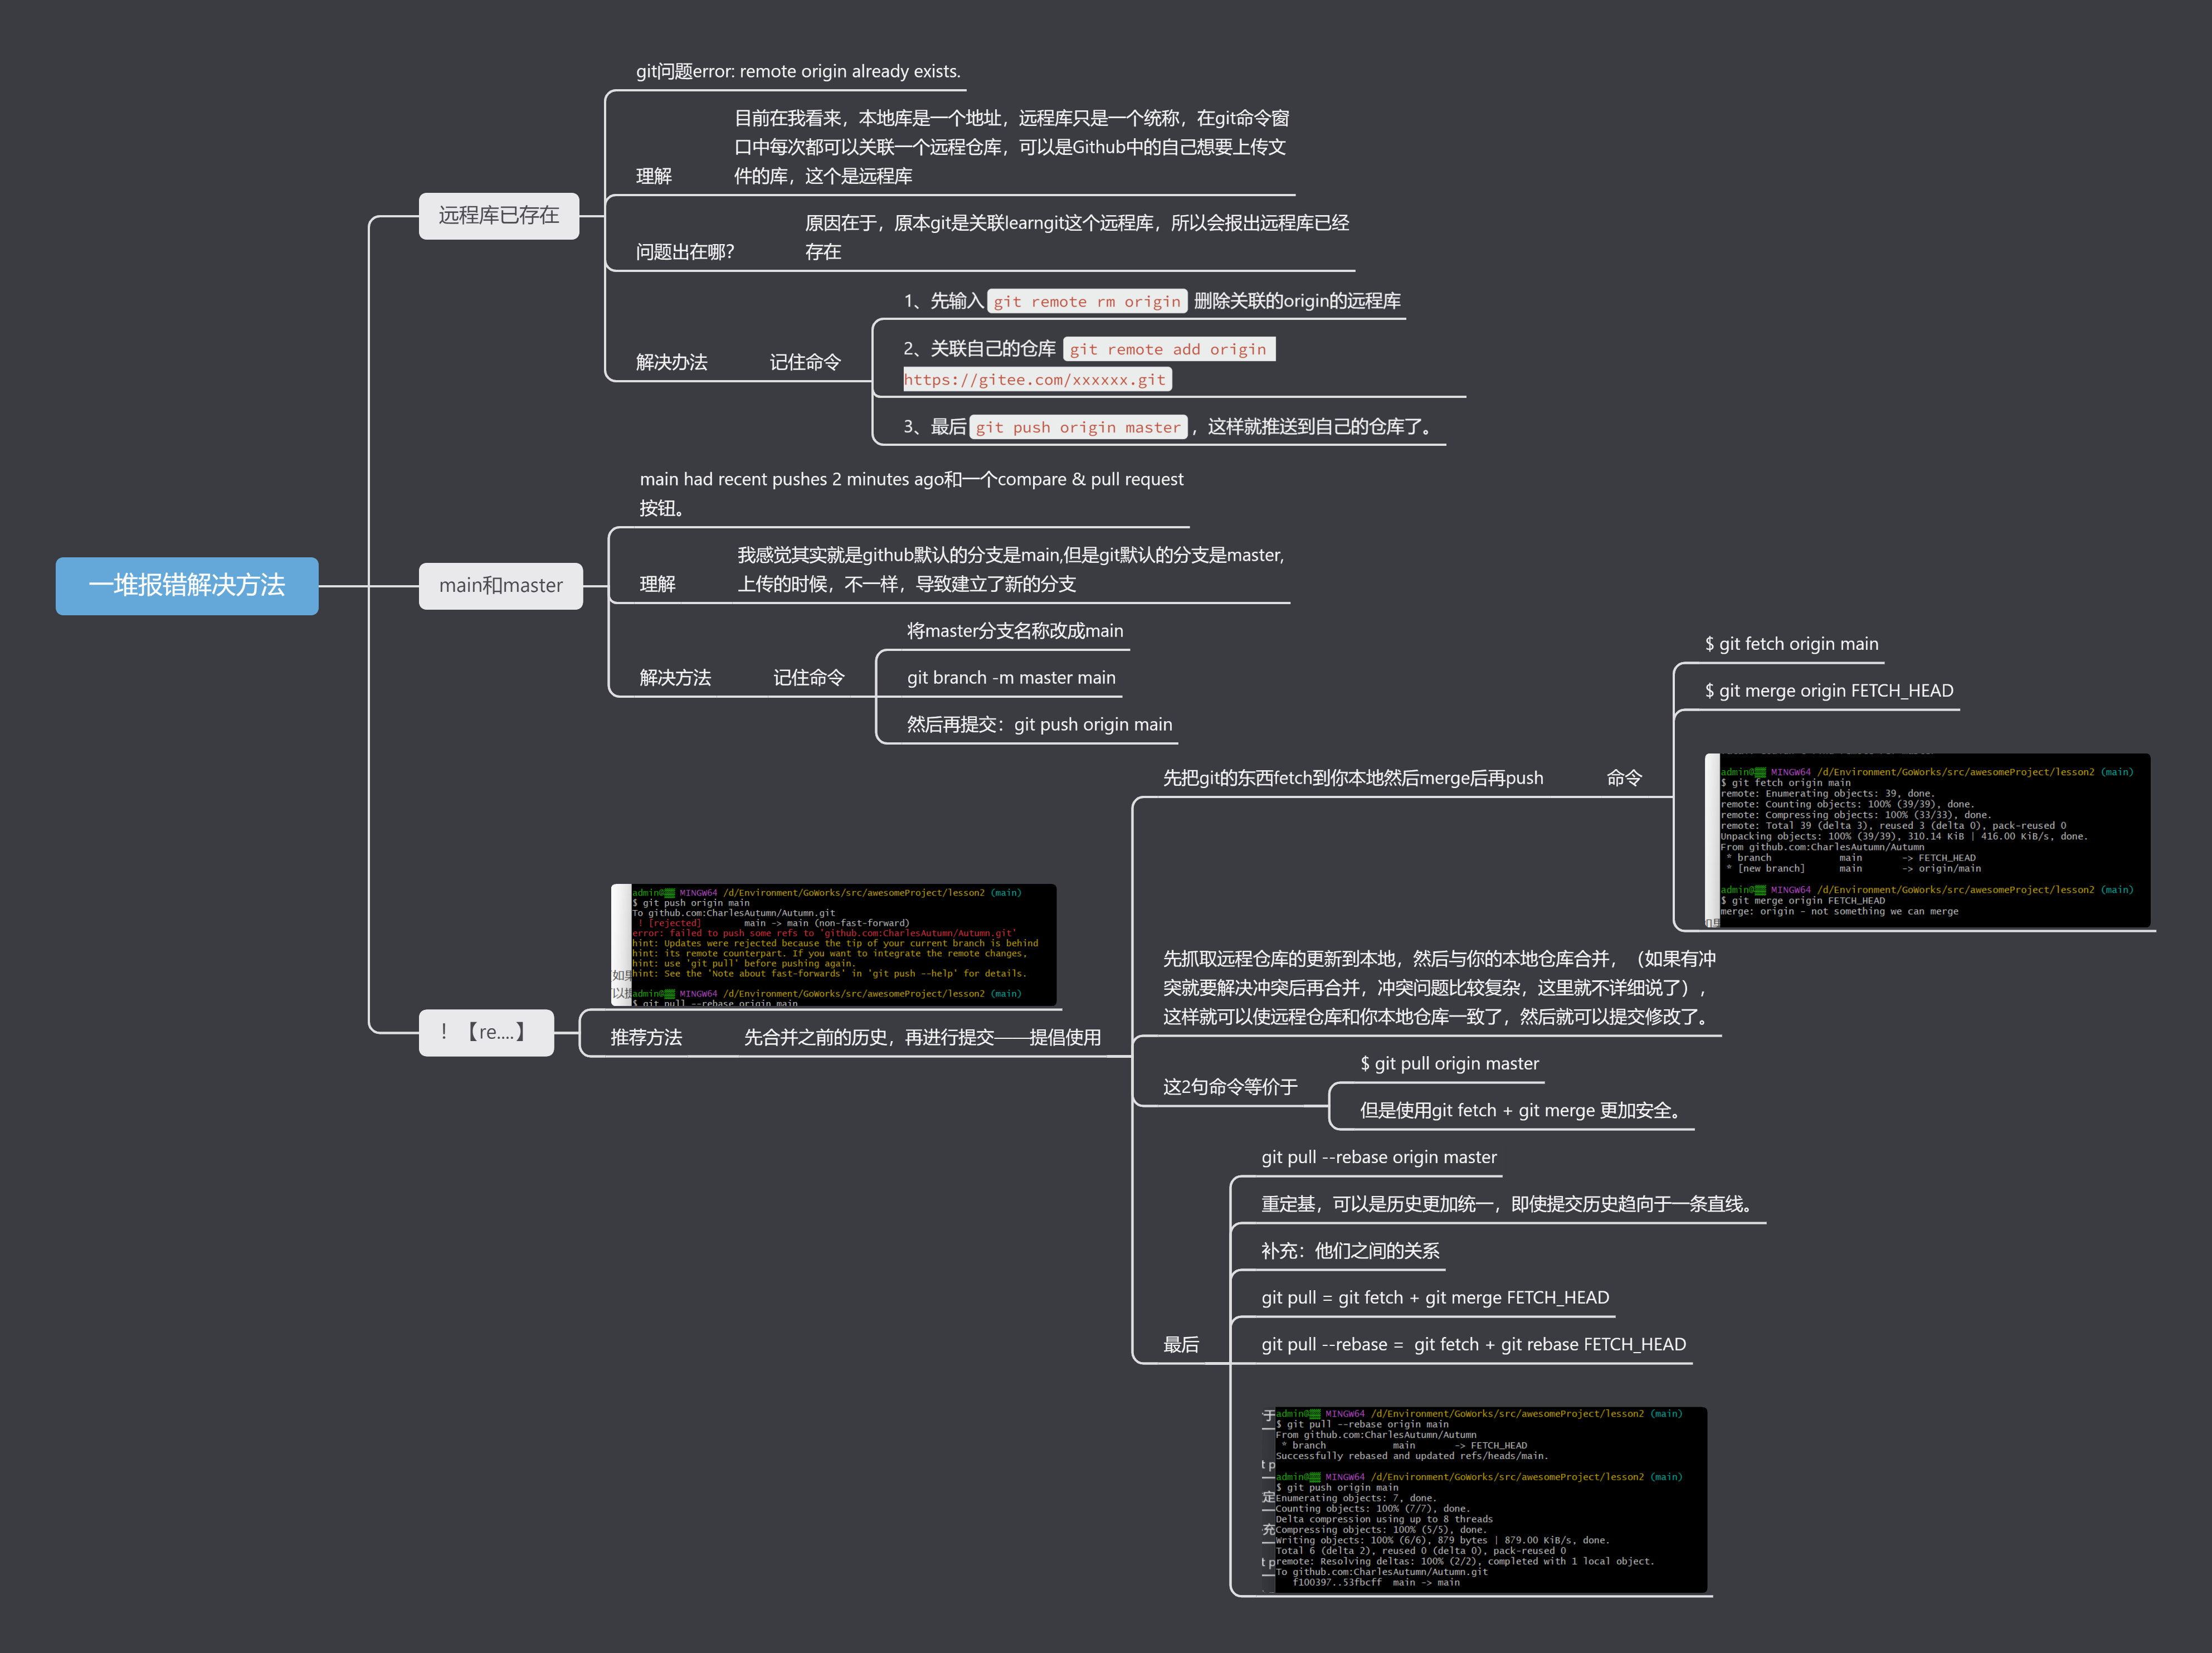 一堆报错解决方法
远程库已存在
git问题error: remote origin already exists.
理解
目前在我看来，本地库是一个地址，远程库只是一个统称，在git命令窗
口中每次都可以关联一个远程仓库，可以是Github中的自己想要上传文
件的库，这个是远程库
问题出在哪？
原因在于，原本git是关联learngit这个远程库，所以会报出远程库已经
存在
解决办法
记住命令
1、先输入 git remote rm origin 删除关联的origin的远程库
2、关联自己的仓库 git remote add origin
https://gitee.com/xxxxxx.git
3、最后 git push origin master ，这样就推送到自己的仓库了。
main和master
main had recent pushes 2 minutes ago和一个compare & pull request
按钮。
理解
我感觉其实就是github默认的分支是main,但是git默认的分支是master,
上传的时候，不一样，导致建立了新的分支
解决方法
记住命令
将master分支名称改成main
git branch -m master main
然后再提交：git push origin main
！【re....】
admin@ MINGW64 /d/Environment/GoWorks/src/awesomeProject/lesson2 (main)
$ git push origin main
To github.com:CharlesAutumn/Autumn.git
! [rejected] main -> main (non-fast-forward)
error: failed to push some refs to 'github.com:CharlesAutumn/Autumn.git'
hint: Updates were rejected because the tip of your current branch is behind
hint: its remote counterpart. If you want to integrate the remote changes,
hint: use 'git pull' before pushing again.
hint: See the 'Note about fast-forwards' in 'git push --help' for details.
admin@ MINGW64 /d/Environment/GoWorks/src/awesomeProject/lesson2 (main)
$ git pull --rebase origin main
推荐方法
先合并之前的历史，再进行提交——提倡使用
先把git的东西fetch到你本地然后merge后再push
命令
$ git fetch origin main
$ git merge origin FETCH_HEAD
admin@ MINGW64 /d/Environment/GoWorks/src/awesomeProject/lesson2 (main)
$ git fetch origin main
remote: Enumerating objects: 39, done.
remote: Counting objects: 100% (39/39), done.
remote: Compressing objects: 100% (33/33), done.
remote: Total 39 (delta 3), reused 3 (delta 0), pack-reused 0
Unpacking objects: 100% (39/39), 310.14 KiB | 416.00 KiB/s, done.
From github.com:CharlesAutumn/Autumn
* branch main -> FETCH_HEAD
* [new branch] main -> origin/main
admin@ MINGW64 /d/Environment/GoWorks/src/awesomeProject/lesson2 (main)
$ git merge origin FETCH_HEAD
merge: origin - not something we can merge
先抓取远程仓库的更新到本地，然后与你的本地仓库合并，（如果有冲
突就要解决冲突后再合并，冲突问题比较复杂，这里就不详细说了），
这样就可以使远程仓库和你本地仓库一致了，然后就可以提交修改了。
这2句命令等价于
$ git pull origin master
但是使用git fetch + git merge 更加安全。
最后
git pull --rebase origin master
重定基，可以是历史更加统一，即使提交历史趋向于一条直线。
补充：他们之间的关系
git pull = git fetch + git merge FETCH_HEAD
git pull --rebase = git fetch + git rebase FETCH_HEAD
admin@ MINGW64 /d/Environment/GoWorks/src/awesomeProject/lesson2 (main)
$ git pull --rebase origin main
From github.com:CharlesAutumn/Autumn
* branch main -> FETCH_HEAD
Successfully rebased and updated refs/heads/main.
admin@ MINGW64 /d/Environment/GoWorks/src/awesomeProject/lesson2 (main)
$ git push origin main
Enumerating objects: 7, done.
Counting objects: 100% (7/7), done.
Delta compression using up to 8 threads
Compressing objects: 100% (5/5), done.
Writing objects: 100% (6/6), 879 bytes | 879.00 KiB/s, done.
Total 6 (delta 2), reused 0 (delta 0), pack-reused 0
remote: Resolving deltas: 100% (2/2), completed with 1 local object.
To github.com:CharlesAutumn/Autumn.git
f100397..53fbcff main -> main